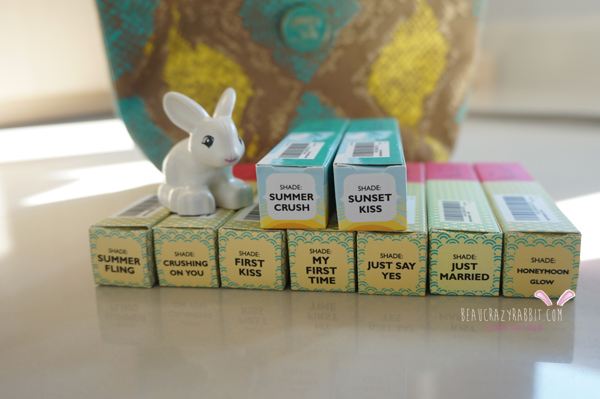 SHADE:
SUMMER
CRUSH
SHADE:
SUNSET
KISS
SHADE:
SUMMER
FLING
SHADE:
CRUSHING
ON YOU
SHADE:
FIRST
KISS
SHADE:
MY
FIRST
TIME
SHADE:
JUST SAY
YES
SHADE:
JUST
MARRIED
SHADE:
HONEYMOON
GLOW
BEAUCRAZYRABBIT.COM